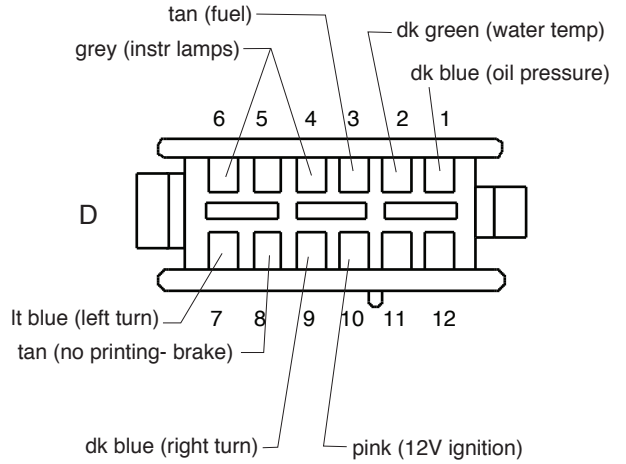 tan (fuel)
dk green (water temp)
grey (instr lamps)
dk blue (oil pressure)
6 5 4 3 2 1
D
lt blue (left turn)
7 8 9 10 11 12
tan (no printing- brake)
dk blue (right turn)
pink (12V ignition)